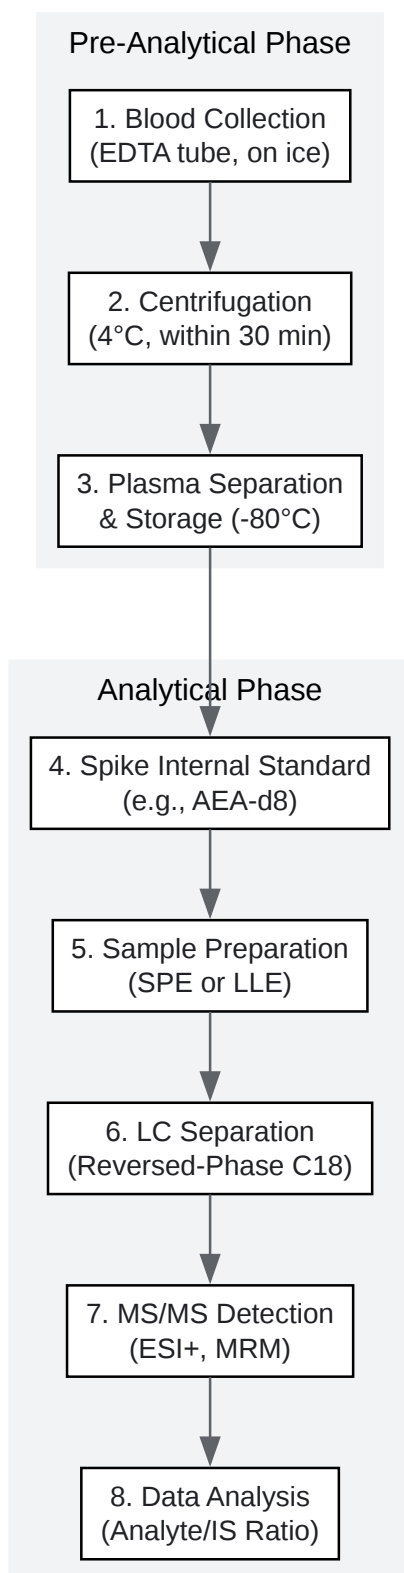 Pre-Analytical Phase
1. Blood Collection
(EDTA tube, on ice)
2. Centrifugation
(4°C, within 30 min)
3. Plasma Separation
& Storage (-80°C)
Analytical Phase
4. Spike Internal Standard
(e.g., AEA-d8)
5. Sample Preparation
(SPE or LLE)
6. LC Separation
(Reversed-Phase C18)
7. MS/MS Detection
(ESI+, MRM)
8. Data Analysis
(Analyte/IS Ratio)